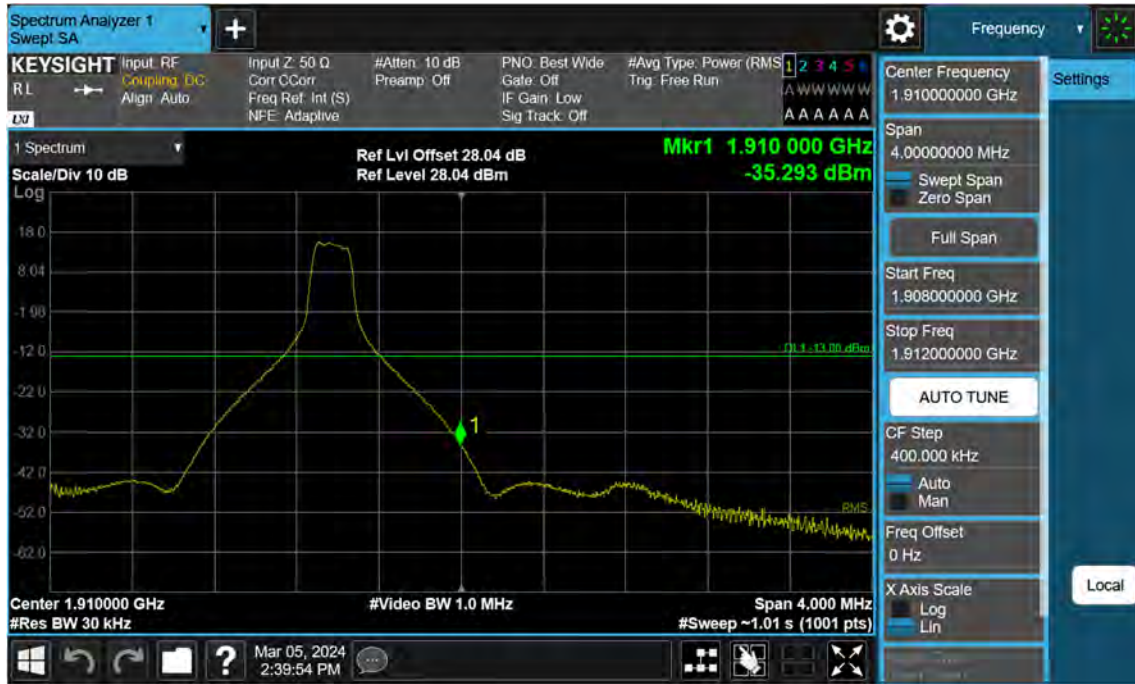 Spectrum Analyzer 1
Swept SA
Frequency
KEYSIGHT
RL
LXI
Input: RF
Coupling: DC
Align: Auto
Input Z: 50 Ω
Corr CCorr
Freq Ref: Int (S)
NFE: Adaptive
#Atten: 10 dB
Preamp: Off
PNO: Best Wide
Gate: Off
IF Gain: Low
Sig Track: Off
#Avg Type: Power (RMS
Trig: Free Run
1 2 3 4 5 6
A W W W W W
A A A A A A
1 Spectrum
Scale/Div 10 dB
Ref Lvl Offset 28.04 dB
Ref Level 28.04 dBm
Mkr1 1.910 000 GHz
-35.293 dBm
Log
18.0
8.04
-1.96
-12.0
-22.0
-32.0
-42.0
-52.0
-62.0
DL1 -13.00 dBm
1
RMS
Center 1.910000 GHz
#Res BW 30 kHz
#Video BW 1.0 MHz
Span 4.000 MHz
#Sweep ~1.01 s (1001 pts)
Center Frequency
1.910000000 GHz
Span
4.00000000 MHz
Swept Span
Zero Span
Full Span
Start Freq
1.908000000 GHz
Stop Freq
1.912000000 GHz
AUTO TUNE
CF Step
400.000 kHz
Auto
Man
Freq Offset
0 Hz
X Axis Scale
Log
Lin
Settings
Local
?
Mar 05, 2024
2:39:54 PM